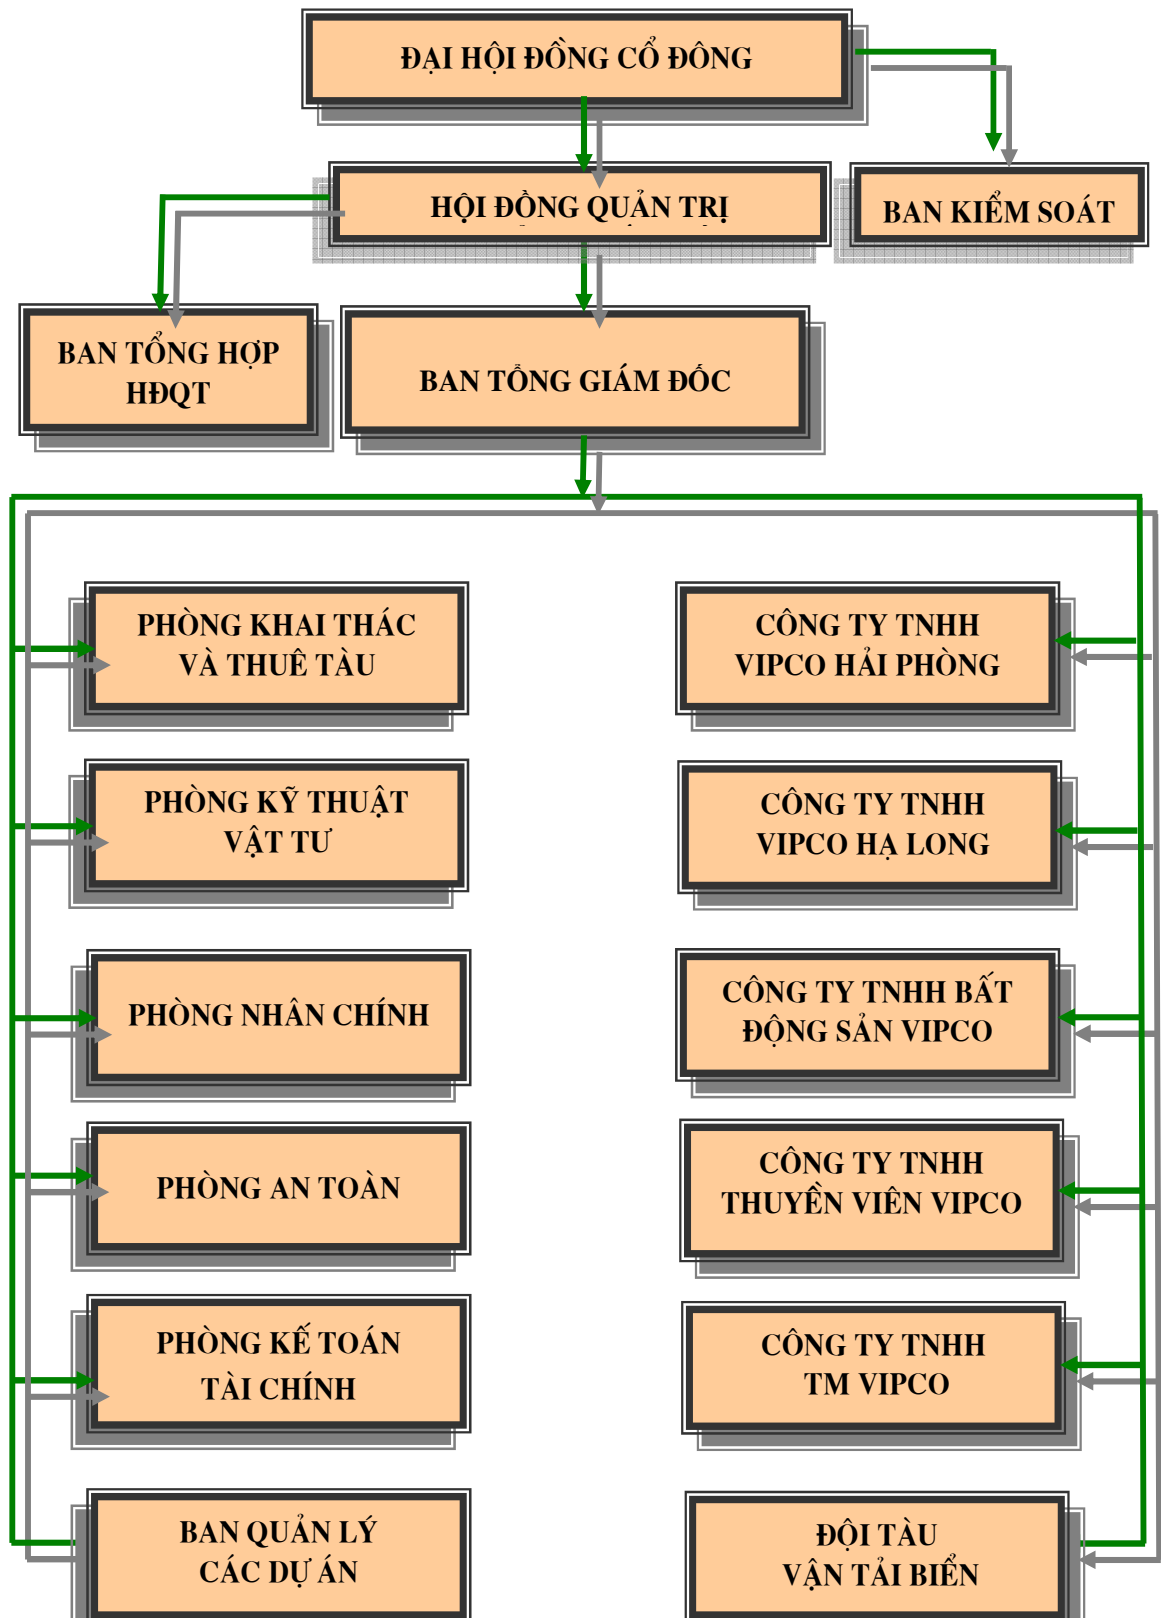 ĐẠI HỘI ĐỒNG CỔ ĐÔNG
HỘI ĐỒNG QUẢN TRỊ
BAN KIỂM SOÁT
BAN TỔNG HỢP
HĐQT
BAN TỔNG GIÁM ĐỐC
PHÒNG KHAI THÁC
VÀ THUÊ TÀU
CÔNG TY TNHH
VIPCO HẢI PHÒNG
PHÒNG KỸ THUẬT
VẬT TƯ
CÔNG TY TNHH
VIPCO HẠ LONG
PHÒNG NHÂN CHÍNH
CÔNG TY TNHH BẤT
ĐỘNG SẢN VIPCO
PHÒNG AN TOÀN
CÔNG TY TNHH
THUYỀN VIÊN VIPCO
PHÒNG KẾ TOÁN
TÀI CHÍNH
CÔNG TY TNHH
TM VIPCO
BAN QUẢN LÝ
CÁC DỰ ÁN
ĐỘI TÀU
VẬN TẢI BIỂN